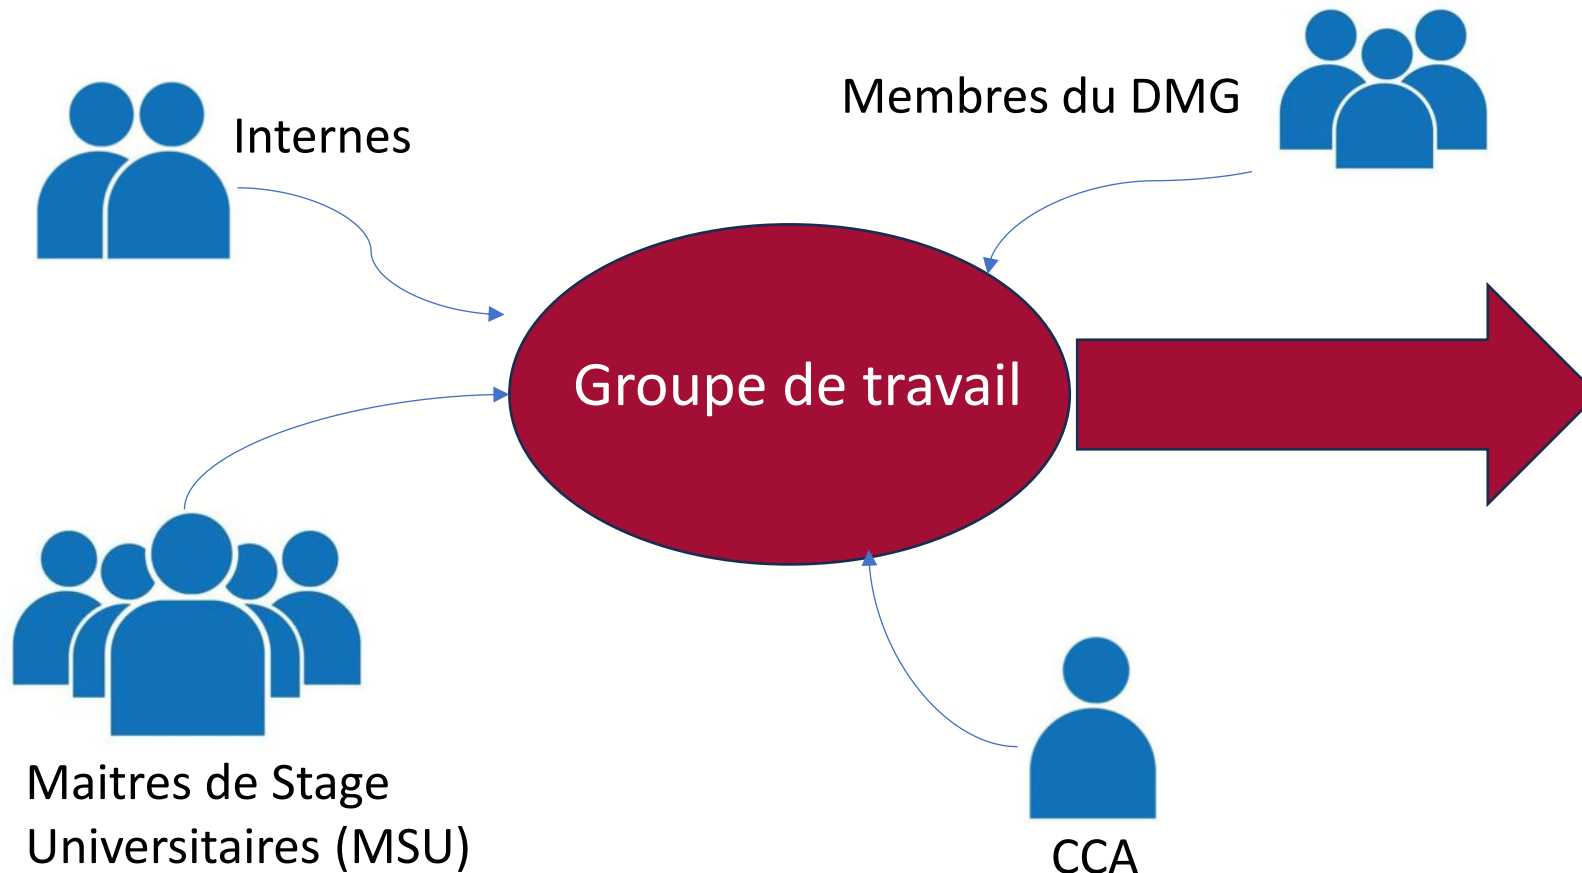 Internes
Membres du DMG
Groupe de travail
Maitres de Stage
Universitaires (MSU)
CCA